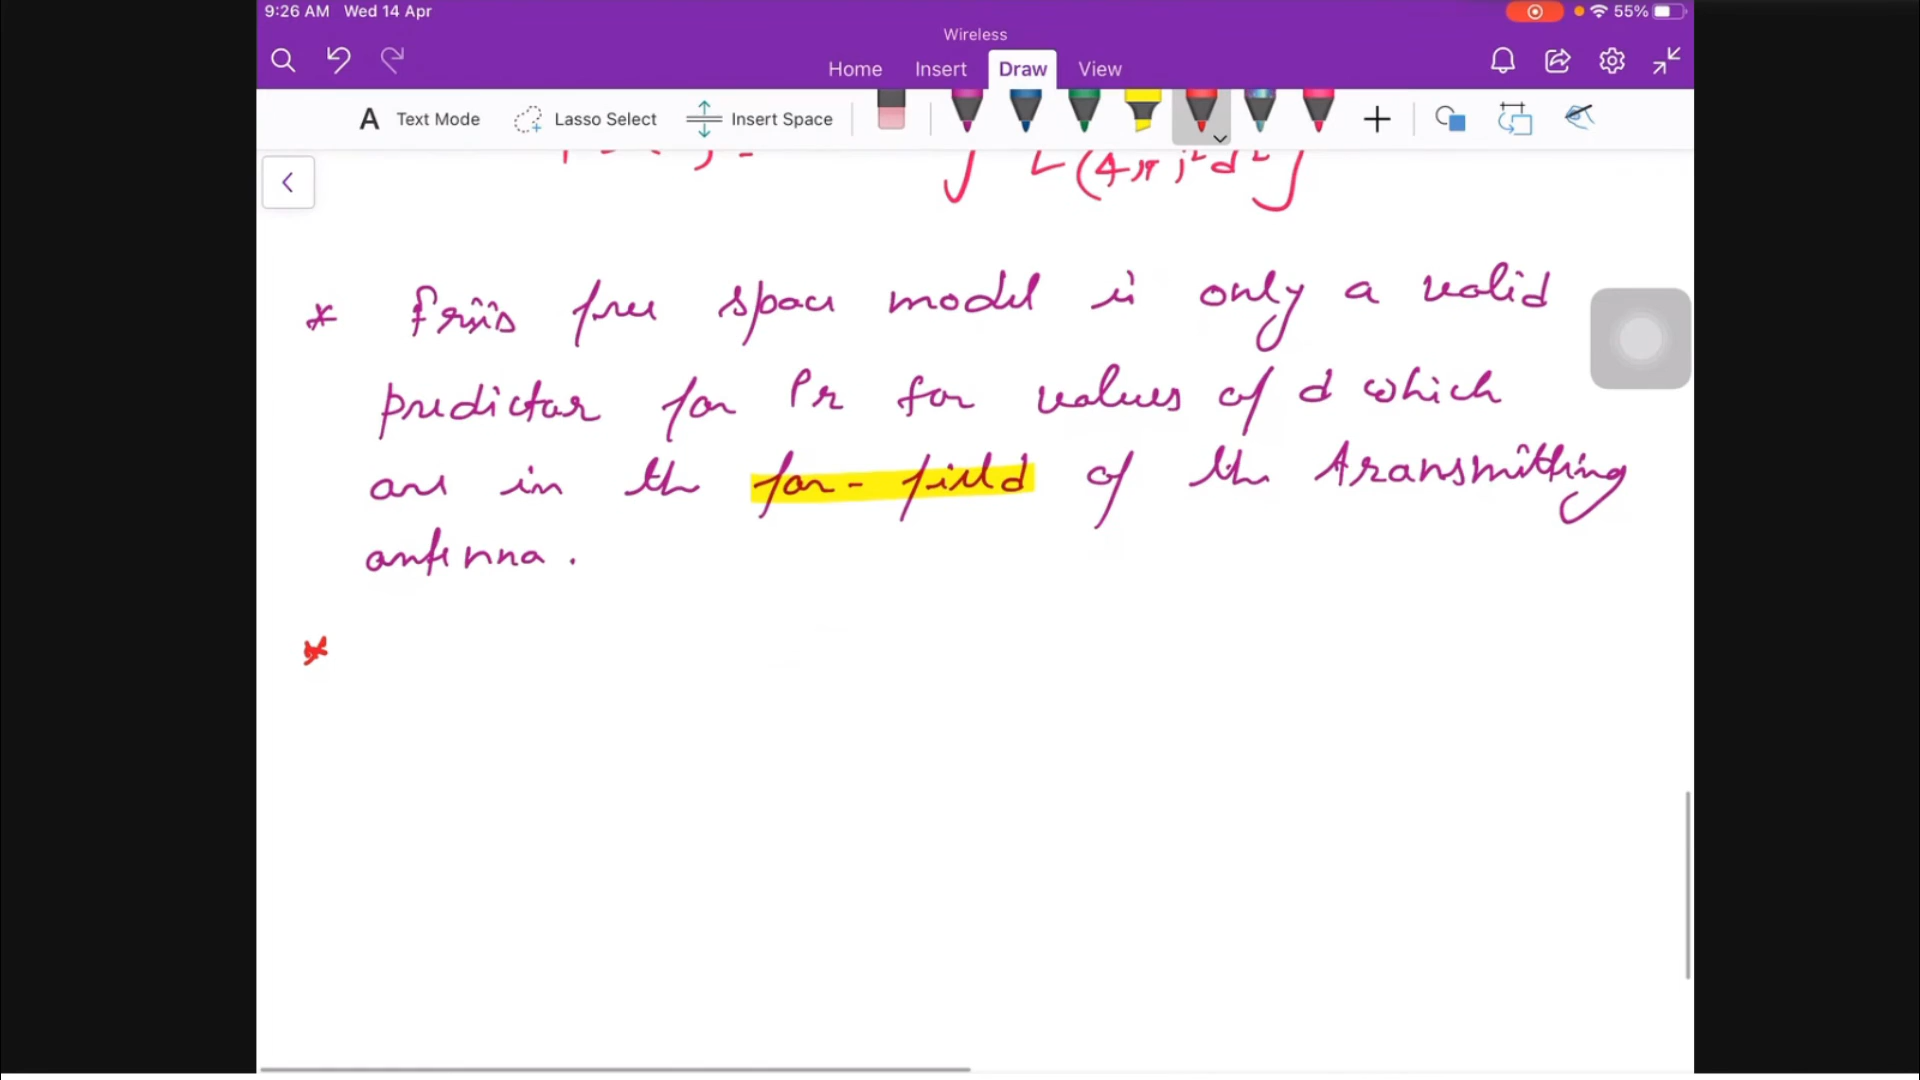 9:26 AM Wed 14 Apr
55%
Wireless
Home Insert Draw View
A Text Mode Lasso Select Insert Space
L(4π)²d²
* Friis free space model is only a valid
predictor for Pr for values of d which
are in the far-field of the transmitting
antenna.
*